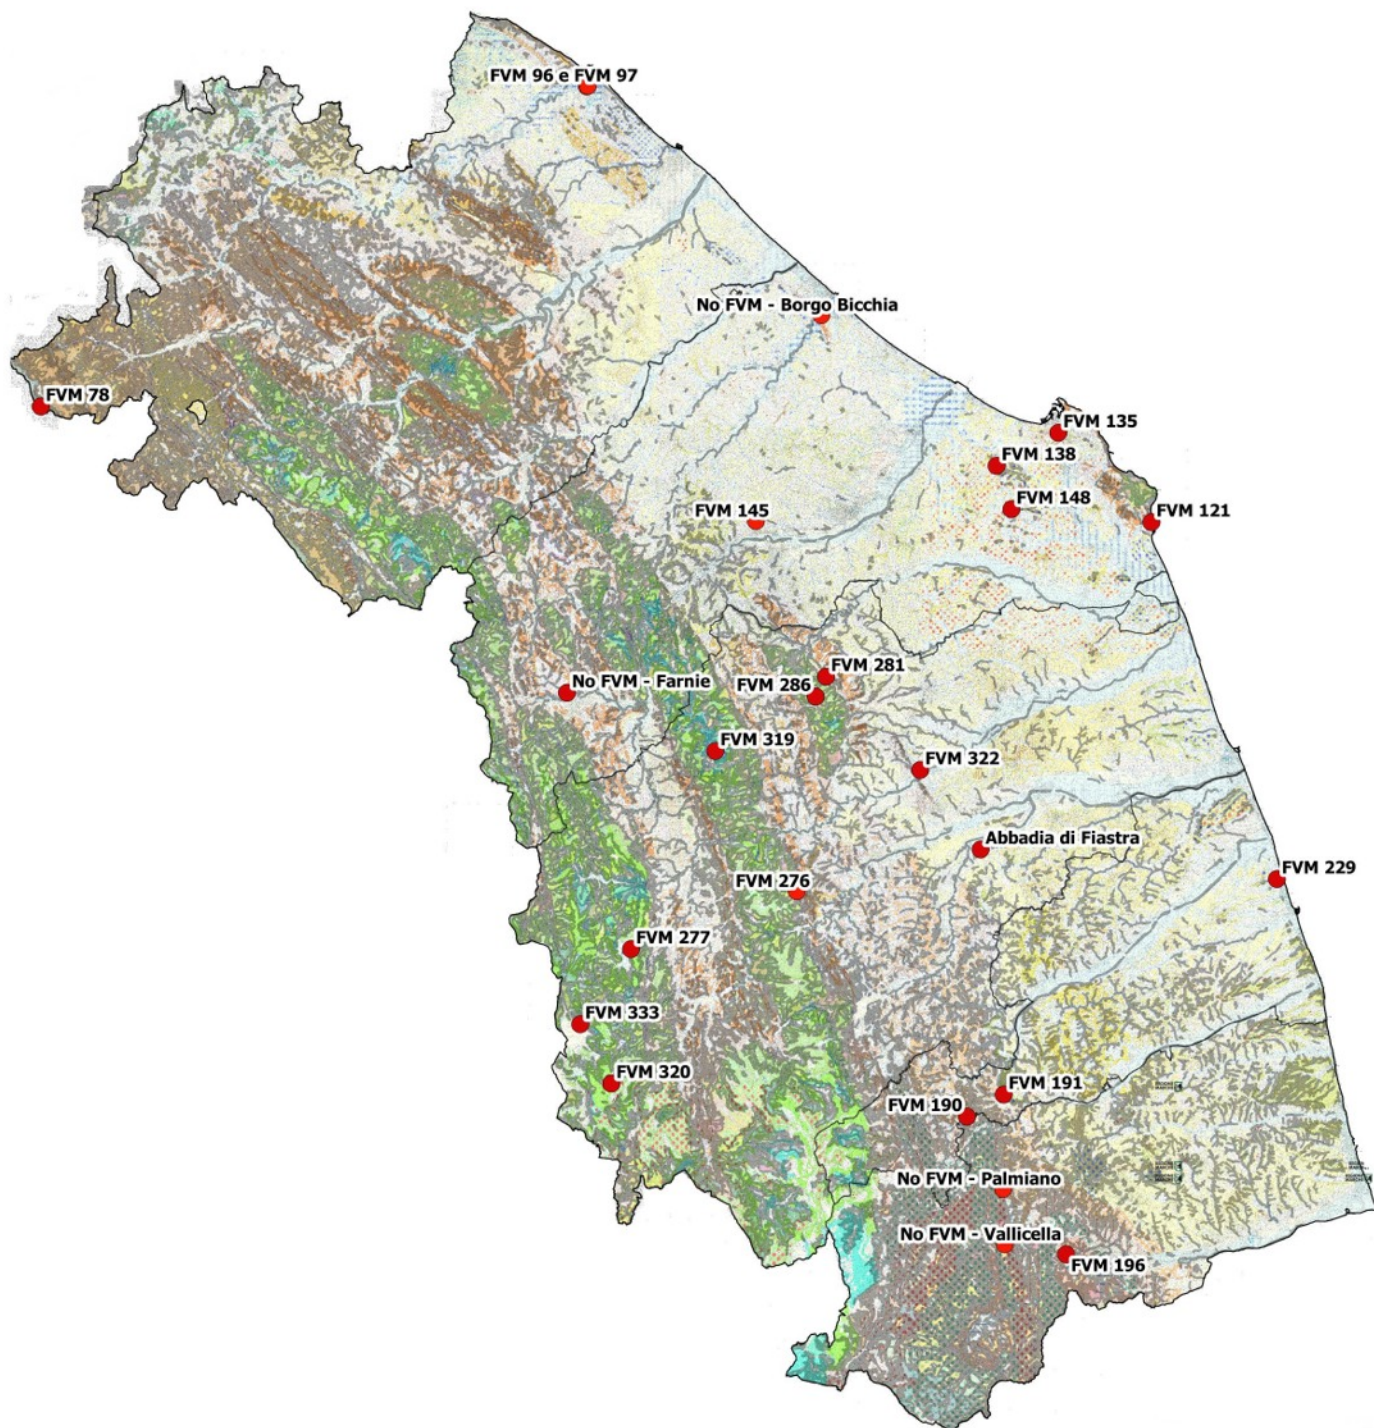 FVM 96 e FVM 97
No FVM - Borgo Bicchia
FVM 78
FVM 135
FVM 138
FVM 148
FVM 145
FVM 121
FVM 281
No FVM - Farnie
FVM 286
FVM 319
FVM 322
Abbadia di Fiastra
FVM 276
FVM 229
FVM 277
FVM 333
FVM 320
FVM 191
FVM 190
No FVM - Palmiano
No FVM - Vallicella
FVM 196